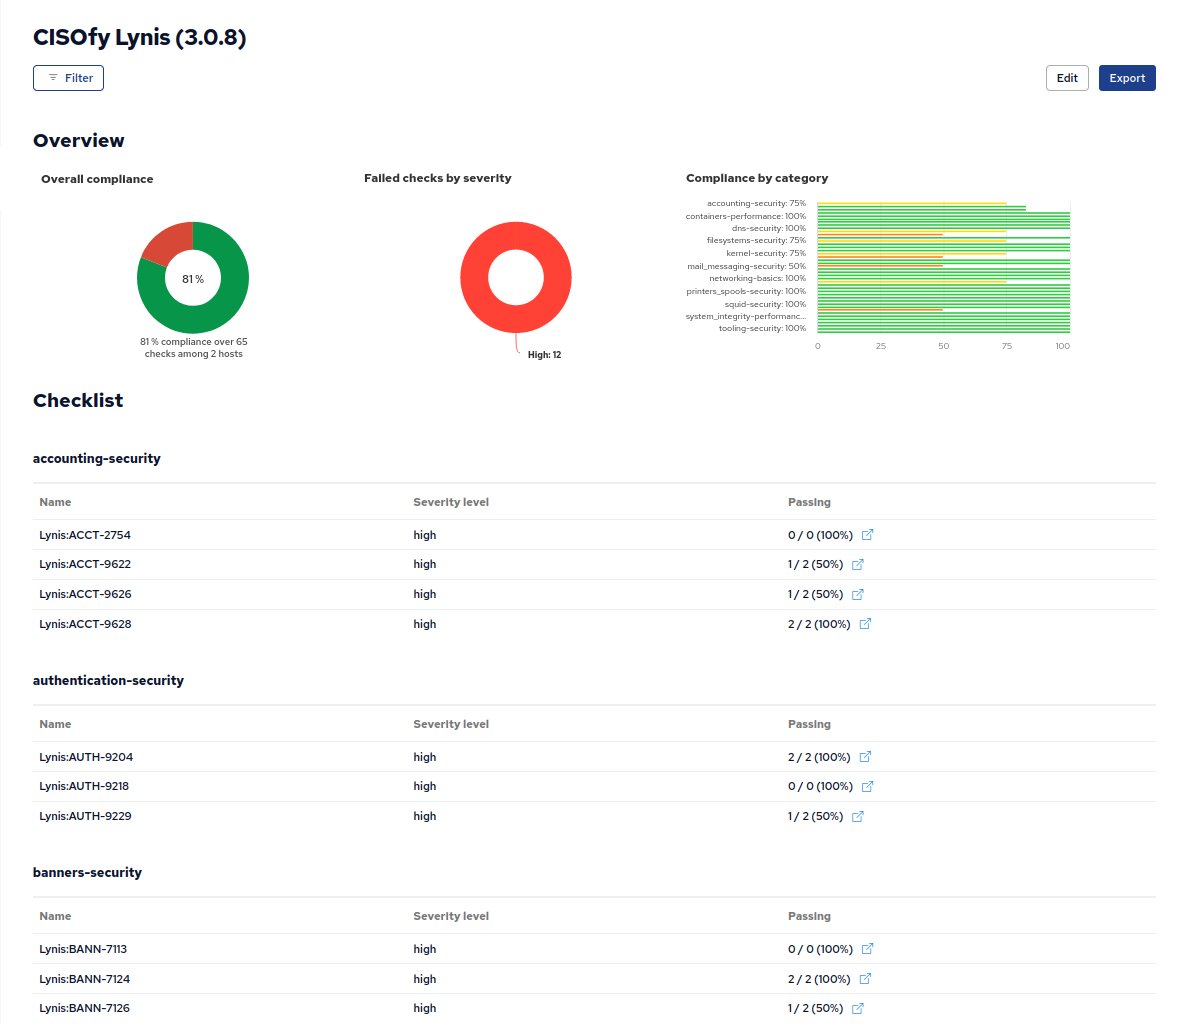 CISOfy Lynis (3.0.8)
Filter
Edit
Export
Overview
Overall compliance
81 %
81 % compliance over 65
checks among 2 hosts
Failed checks by severity
High: 12
Compliance by category
accounting-security: 75%
containers-performance: 100%
dns-security: 100%
filesystems-security: 75%
kernel-security: 75%
mail_messaging-security: 50%
networking-basics: 100%
printers_spools-security: 100%
squid-security: 100%
system_integrity-performanc...
tooling-security: 100%
0 25 50 75 100
Checklist
accounting-security
Name Severity level Passing
Lynis:ACCT-2754 high 0 / 0 (100%)
Lynis:ACCT-9622 high 1 / 2 (50%)
Lynis:ACCT-9626 high 1 / 2 (50%)
Lynis:ACCT-9628 high 2 / 2 (100%)
authentication-security
Name Severity level Passing
Lynis:AUTH-9204 high 2 / 2 (100%)
Lynis:AUTH-9218 high 0 / 0 (100%)
Lynis:AUTH-9229 high 1 / 2 (50%)
banners-security
Name Severity level Passing
Lynis:BANN-7113 high 0 / 0 (100%)
Lynis:BANN-7124 high 2 / 2 (100%)
Lynis:BANN-7126 high 1 / 2 (50%)